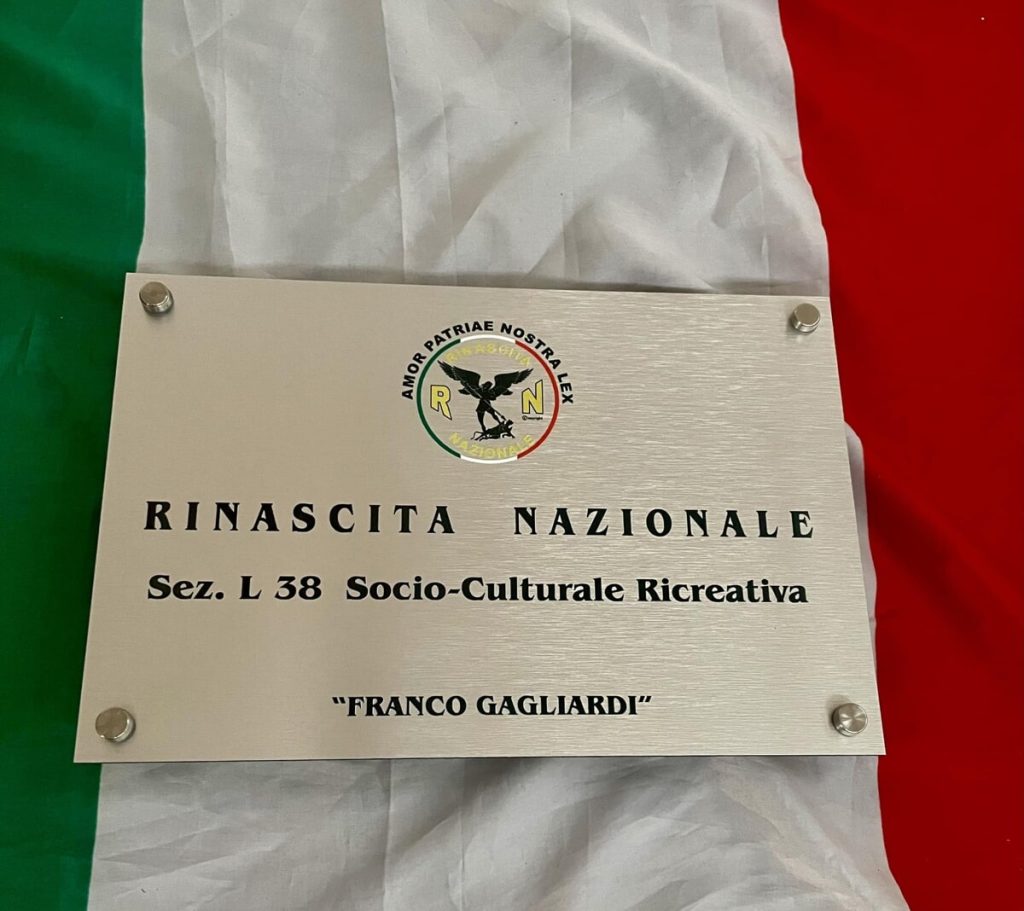 AMOR PATRIAE NOSTRA LEX
RINASCITA
R N
NAZIONALE
RINASCITA NAZIONALE
Sez. L 38 Socio-Culturale Ricreativa
"FRANCO GAGLIARDI"